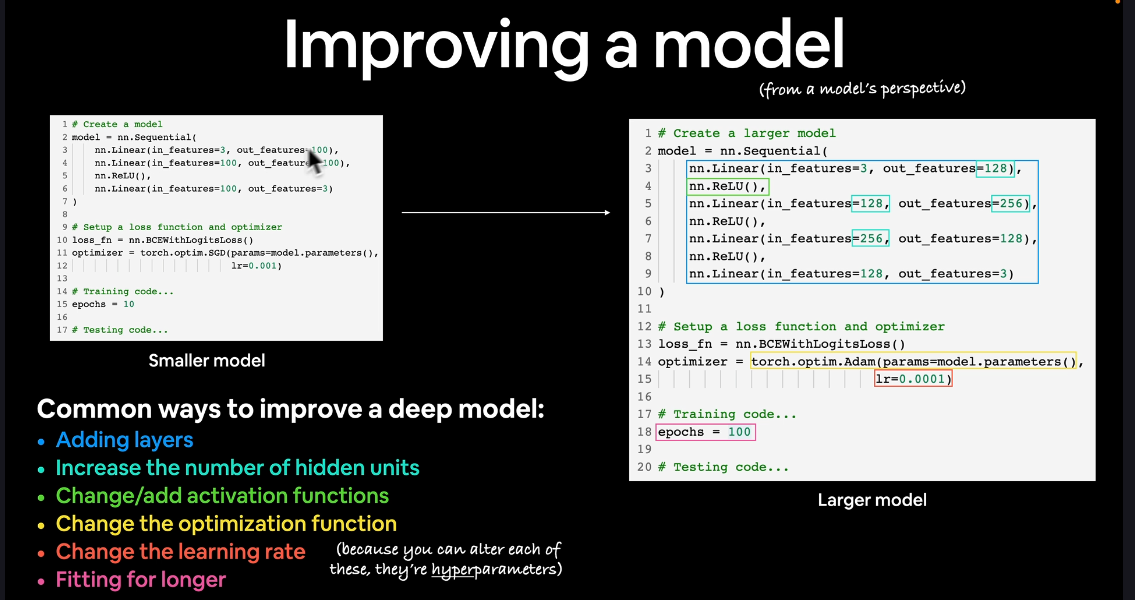 Improving a model
(from a model's perspective)
1 # Create a model
2 model = nn.Sequential(
3 nn.Linear(in_features=3, out_features=100),
4 nn.Linear(in_features=100, out_features=100),
5 nn.ReLU(),
6 nn.Linear(in_features=100, out_features=3)
7 )
8
9 # Setup a loss function and optimizer
10 loss_fn = nn.BCEWithLogitsLoss()
11 optimizer = torch.optim.SGD(params=model.parameters(),
12 lr=0.001)
13
14 # Training code...
15 epochs = 10
16
17 # Testing code...
Smaller model
1 # Create a larger model
2 model = nn.Sequential(
3 nn.Linear(in_features=3, out_features=128),
4 nn.ReLU(),
5 nn.Linear(in_features=128, out_features=256),
6 nn.ReLU(),
7 nn.Linear(in_features=256, out_features=128),
8 nn.ReLU(),
9 nn.Linear(in_features=128, out_features=3)
10 )
11
12 # Setup a loss function and optimizer
13 loss_fn = nn.BCEWithLogitsLoss()
14 optimizer = torch.optim.Adam(params=model.parameters(),
15 lr=0.0001)
16
17 # Training code...
18 epochs = 100
19
20 # Testing code...
Larger model
Common ways to improve a deep model:
• Adding layers
• Increase the number of hidden units
• Change/add activation functions
• Change the optimization function
• Change the learning rate
• Fitting for longer
(because you can alter each of
these, they're hyperparameters)